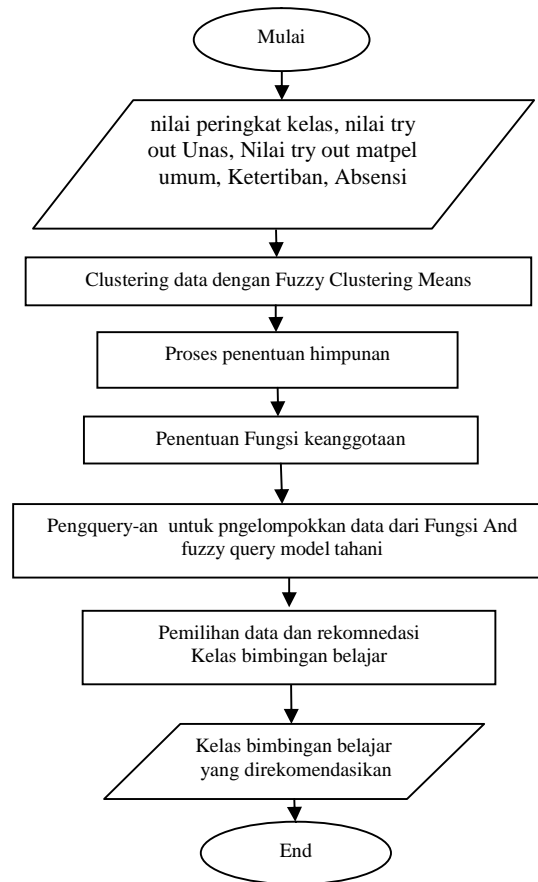 Mulai
nilai peringkat kelas, nilai try
out Unas, Nilai try out matpel
umum, Ketertiban, Absensi
Clustering data dengan Fuzzy Clustering Means
Proses penentuan himpunan
Penentuan Fungsi keanggotaan
Pengquery-an untuk pngelompokkan data dari Fungsi And
fuzzy query model tahani
Pemilihan data dan rekomnedasi
Kelas bimbingan belajar
Kelas bimbingan belajar
yang direkomendasikan
End